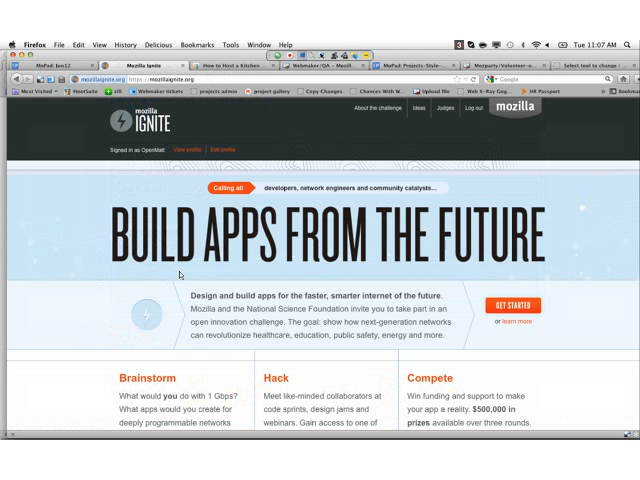 Firefox File Edit View History Bookmarks Tools Window Help
3
Tue 11:07 AM
MoPad: Jun12 Mozilla Ignite How to Host a Kitchen Webmaker/QA – Mozill... MoPad: Projects-Style-... Mozparty/Volunteer-o... Select tool to change |
mozillaignite.org https://mozillaignite.org Google
Most Visited HootSuite zill Webmaker tickets projects admin project gallery Copy Changes Chances With W... Upload file Web X-Ray Gog... HR Passport Bookmar
mozilla
IGNITE
About the challenge Ideas Judges Log out mozilla
Signed in as OpenMatt View profile Edit profile
Calling all developers, network engineers and community catalysts...
BUILD APPS FROM THE FUTURE
Design and build apps for the faster, smarter internet of the future.
Mozilla and the National Science Foundation invite you to take part in an
open innovation challenge. The goal: show how next-generation networks
can revolutionize healthcare, education, public safety, energy and more.
GET STARTED
or learn more
Brainstorm
What would you do with 1 Gbps?
What apps would you create for
deeply programmable networks
Hack
Meet like-minded collaborators at
code sprints, design jams and
webinars. Gain access to one of
Compete
Win funding and support to make
your app a reality. $500,000 in
prizes available over three rounds.